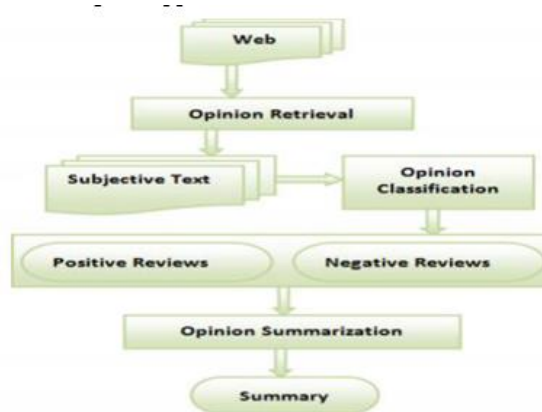 Web
Opinion Retrieval
Subjective Text
Opinion
Classification
Positive Reviews
Negative Reviews
Opinion Summarization
Summary